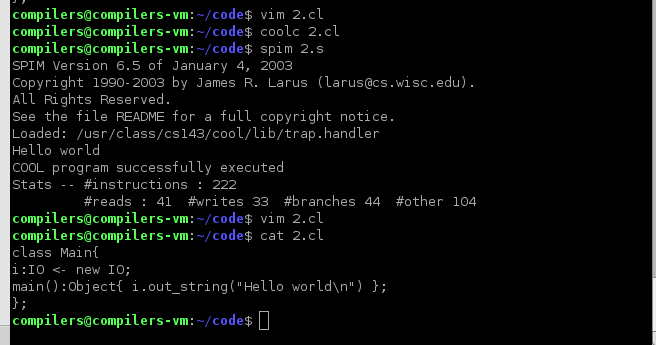 };
compilers@compilers-vm:~/code$ vim 2.cl
compilers@compilers-vm:~/code$ coolc 2.cl
compilers@compilers-vm:~/code$ spim 2.s
SPIM Version 6.5 of January 4, 2003
Copyright 1990-2003 by James R. Larus (larus@cs.wisc.edu).
All Rights Reserved.
See the file README for a full copyright notice.
Loaded: /usr/class/cs143/cool/lib/trap.handler
Hello world
COOL program successfully executed
Stats -- #instructions : 222
         #reads : 41  #writes 33  #branches 44  #other 104
compilers@compilers-vm:~/code$ vim 2.cl
compilers@compilers-vm:~/code$ cat 2.cl
class Main{
i:IO <- new IO;
main():Object{ i.out_string("Hello world\n") };
};
compilers@compilers-vm:~/code$